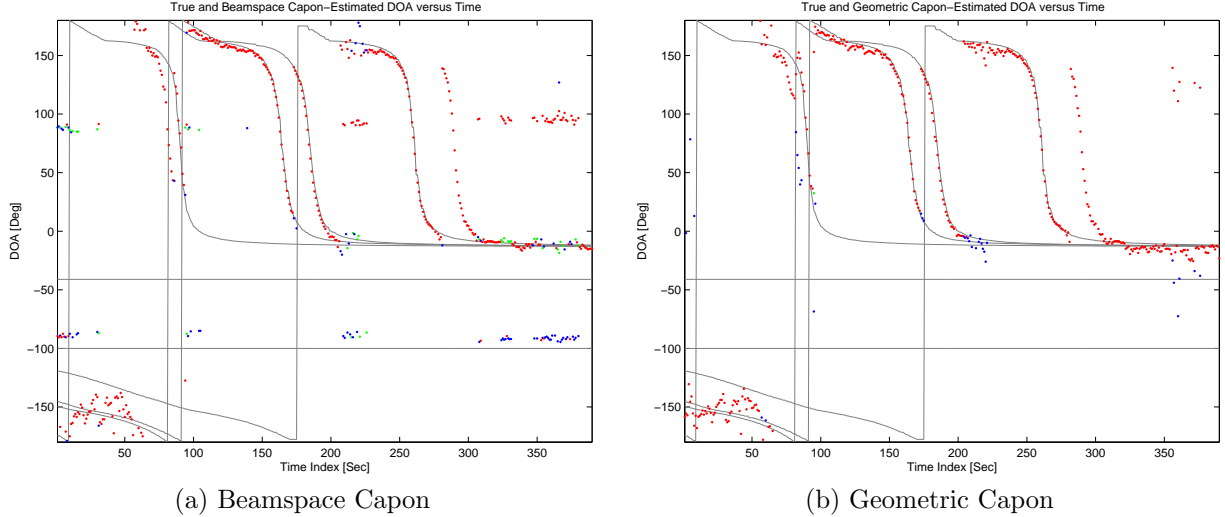 True and Beamspace Capon−Estimated DOA versus Time
150
100
50
0
−50
−100
−150
DOA [Deg]
50 100 150 200 250 300 350
Time Index [Sec]
(a) Beamspace Capon
True and Geometric Capon−Estimated DOA versus Time
150
100
50
0
−50
−100
−150
DOA [Deg]
50 100 150 200 250 300 350
Time Index [Sec]
(b) Geometric Capon